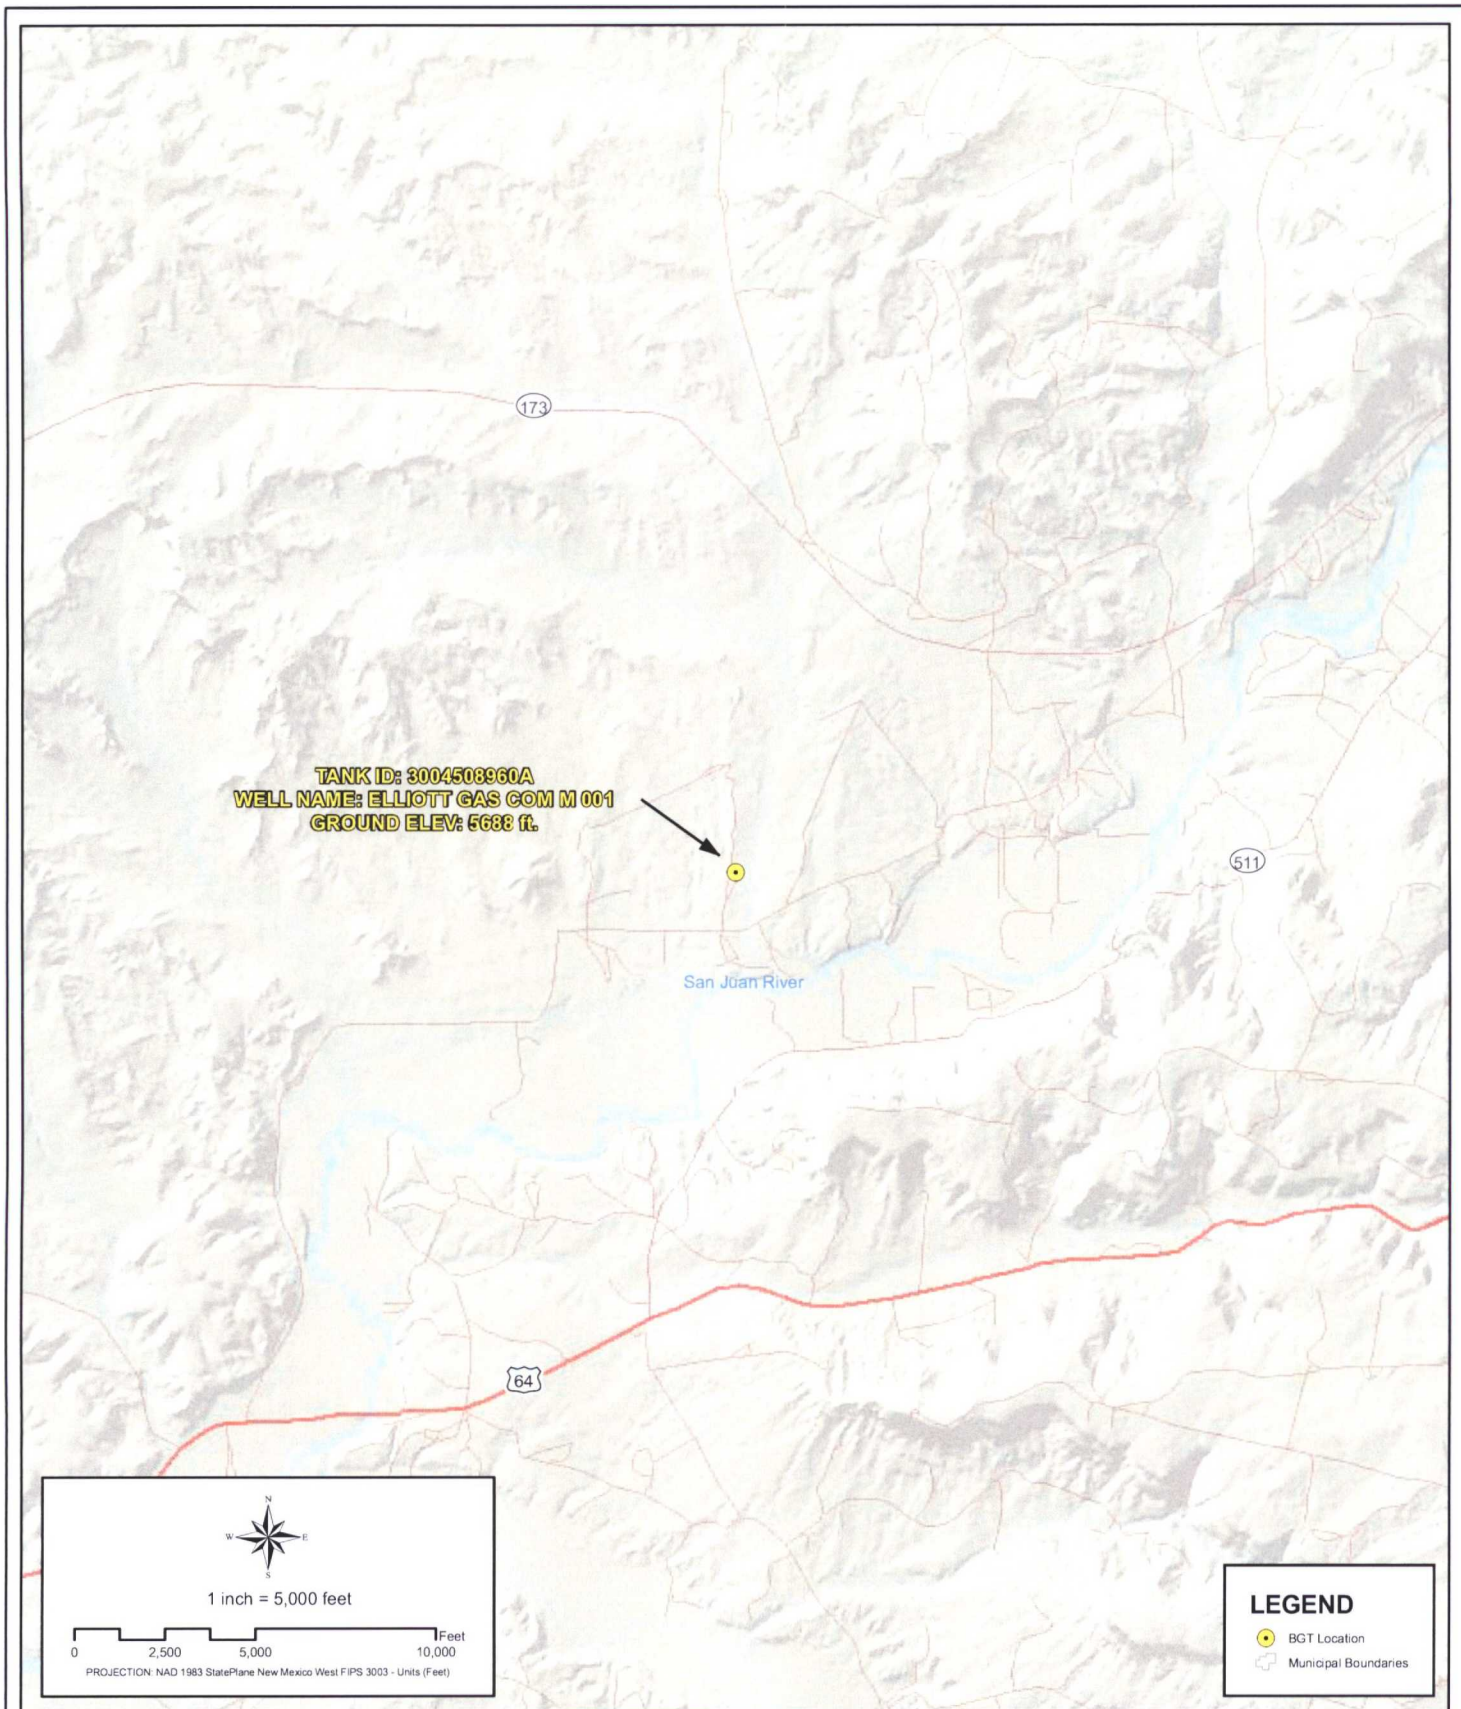 173
TANK ID: 3004508960A
WELL NAME: ELLIOTT GAS COM M 001
GROUND ELEV: 5688 ft.
511
San Juan River
64
N
W E
S
1 inch = 5,000 feet
Feet
0 2,500 5,000 10,000
PROJECTION: NAD 1983 StatePlane New Mexico West FIPS 3003 - Units (Feet)
LEGEND
BGT Location
Municipal Boundaries